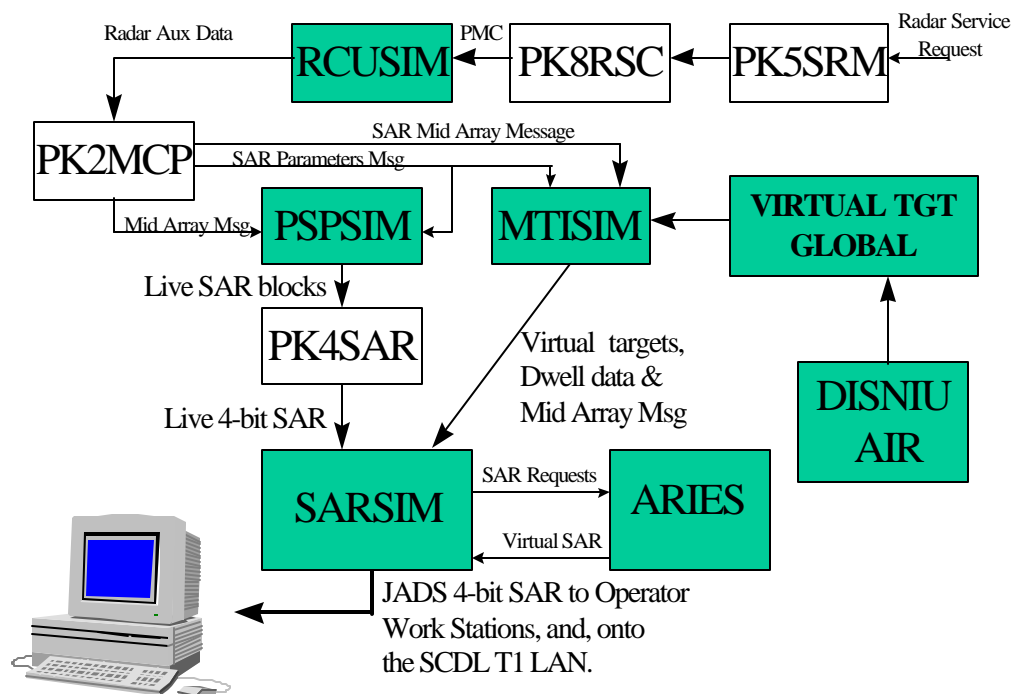 Radar Aux Data
RCUSIM
PMC
PK8RSC
PK5SRM
Radar Service
Request
PK2MCP
SAR Mid Array Message
SAR Parameters Msg
Mid Array Msg
PSPSIM
MTISIM
VIRTUAL TGT
GLOBAL
Live SAR blocks
PK4SAR
Virtual targets,
Dwell data &
Mid Array Msg
DISNIU
AIR
Live 4-bit SAR
SARSIM
SAR Requests
Virtual SAR
ARIES
JADS 4-bit SAR to Operator
Work Stations, and, onto
the SCDL T1 LAN.